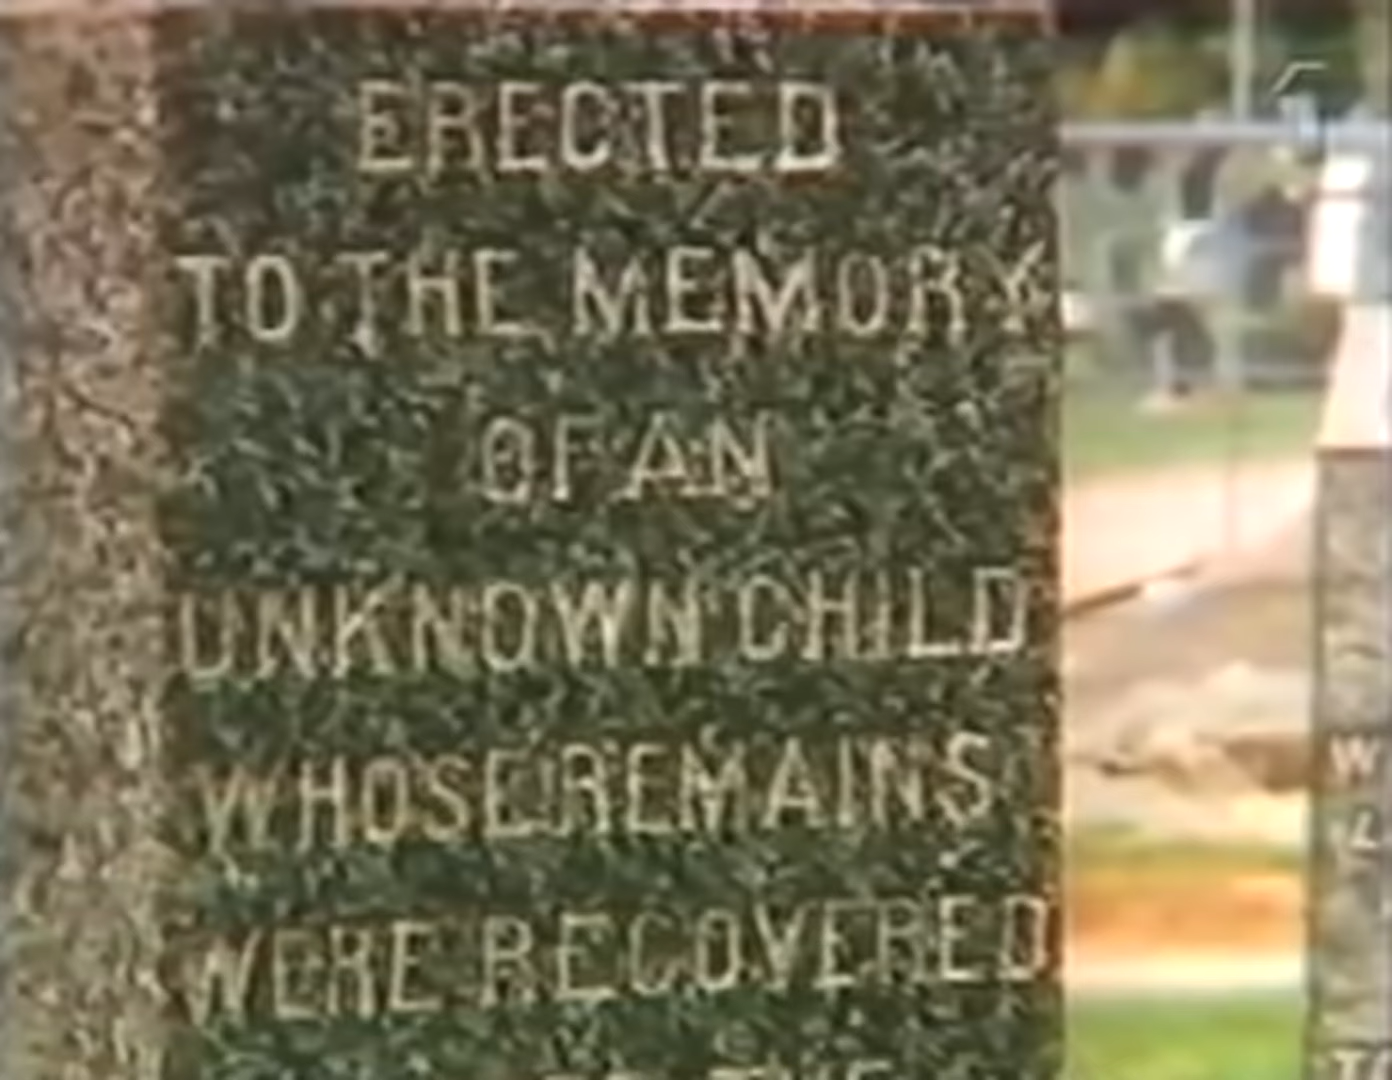 ERECTED
TO THE MEMORY
OF AN
UNKNOWN CHILD
WHOSE REMAINS
WERE RECOVERED